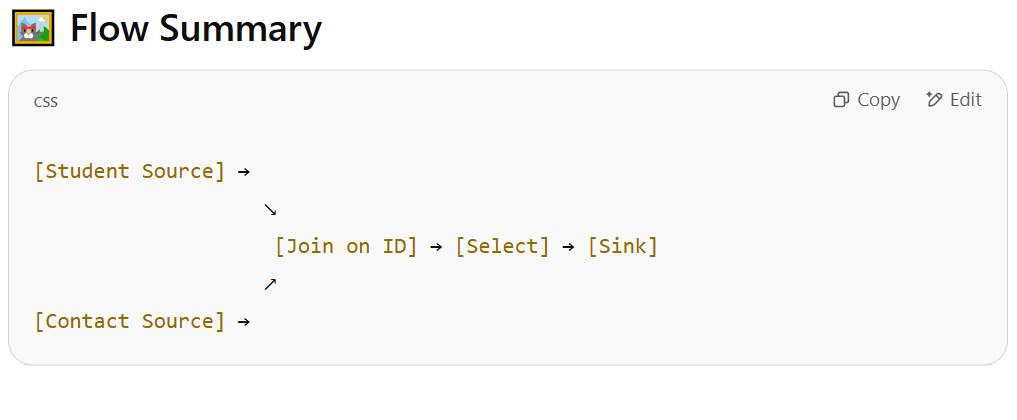 🖼️ Flow Summary
CSS
Copy
Edit
[Student Source] →
↘
[Join on ID] → [Select] → [Sink]
↗
[Contact Source] →